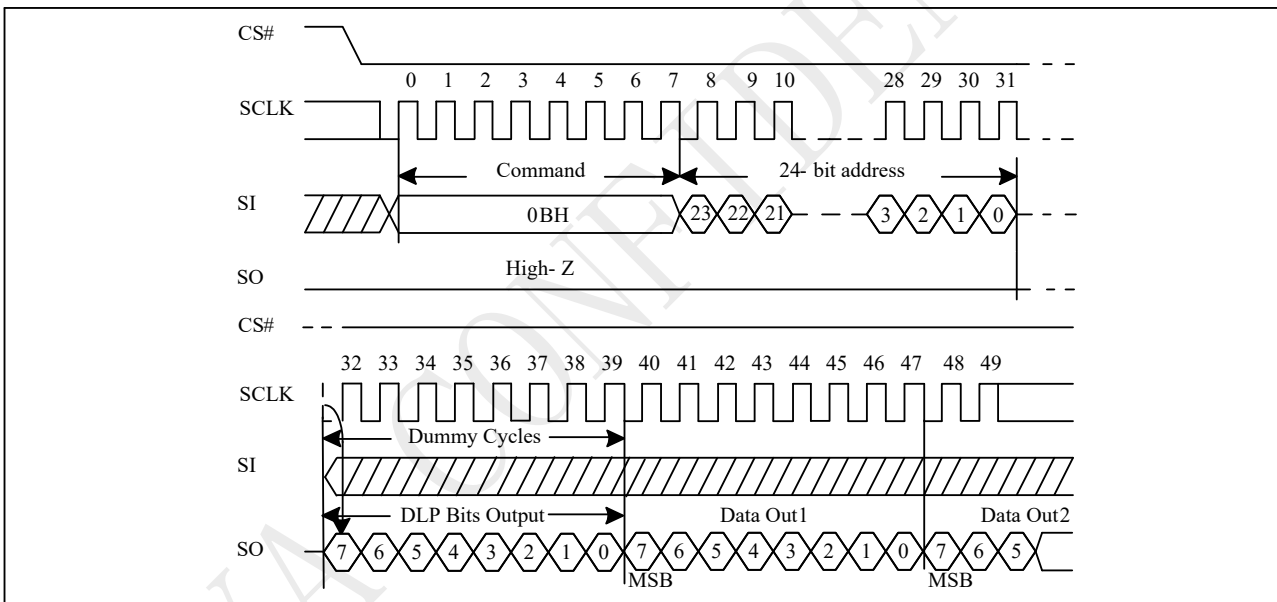 CS#
0 1 2 3 4 5 6 7 8 9 10 28 29 30 31
SCLK
Command 24- bit address
SI 0BH 23 22 21 3 2 1 0
High- Z
SO
CS#
32 33 34 35 36 37 38 39 40 41 42 43 44 45 46 47 48 49
SCLK
Dummy Cycles
SI
DLP Bits Output Data Out1 Data Out2
SO 7 6 5 4 3 2 1 0 7 6 5 4 3 2 1 0 7 6 5
MSB MSB